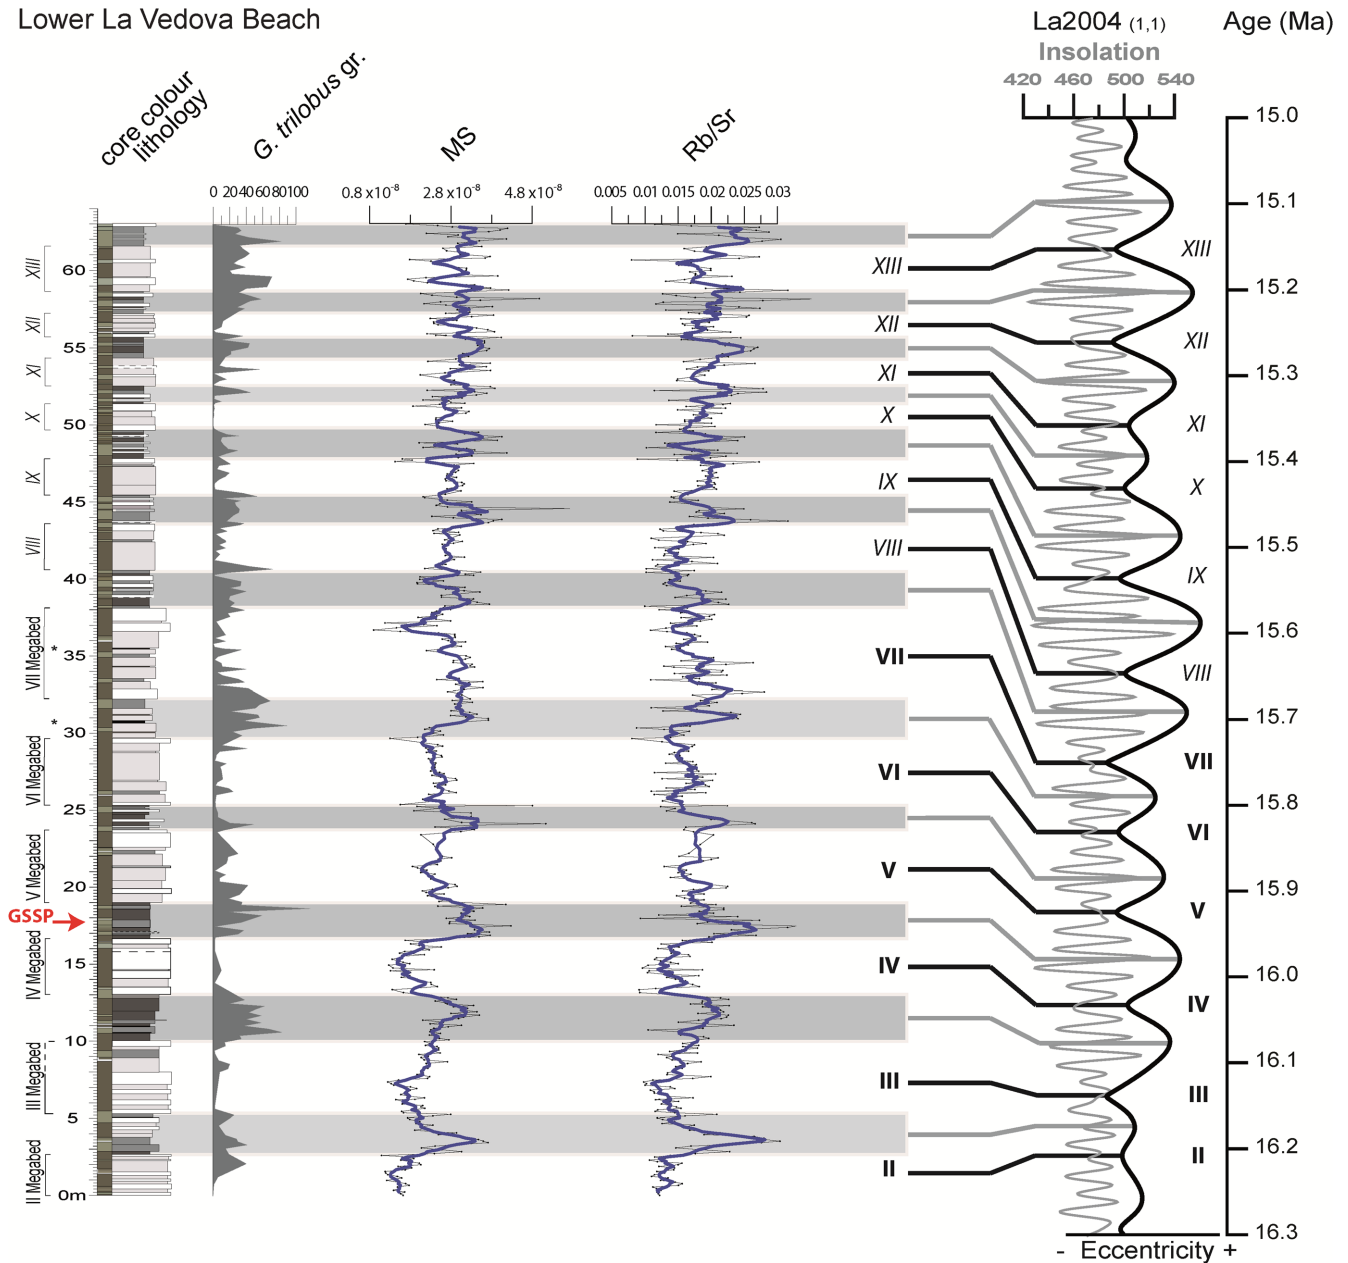 Lower La Vedova Beach
La2004 (1,1)
Age (Ma)
Insolation
420 460 500 540
core colour
lithology
G. trilobus gr.
MS
Rb/Sr
0 20 40 60 80 100
0.8 x 10-8 2.8 x 10-8 4.8 x 10-8
0.005 0.01 0.015 0.02 0.025 0.03
15.0
15.1
15.2
15.3
15.4
15.5
15.6
15.7
15.8
15.9
16.0
16.1
16.2
16.3
XIII
XII
XI
X
IX
VIII
VII Megabed
*
*
VI Megabed
V Megabed
GSSP
IV Megabed
III Megabed
II Megabed
60
55
50
45
40
35
30
25
20
15
10
5
0m
XIII
XII
XI
X
IX
VIII
VII
VI
V
IV
III
II
XIII
XII
XI
X
IX
VIII
VII
VI
V
IV
III
II
- Eccentricity +